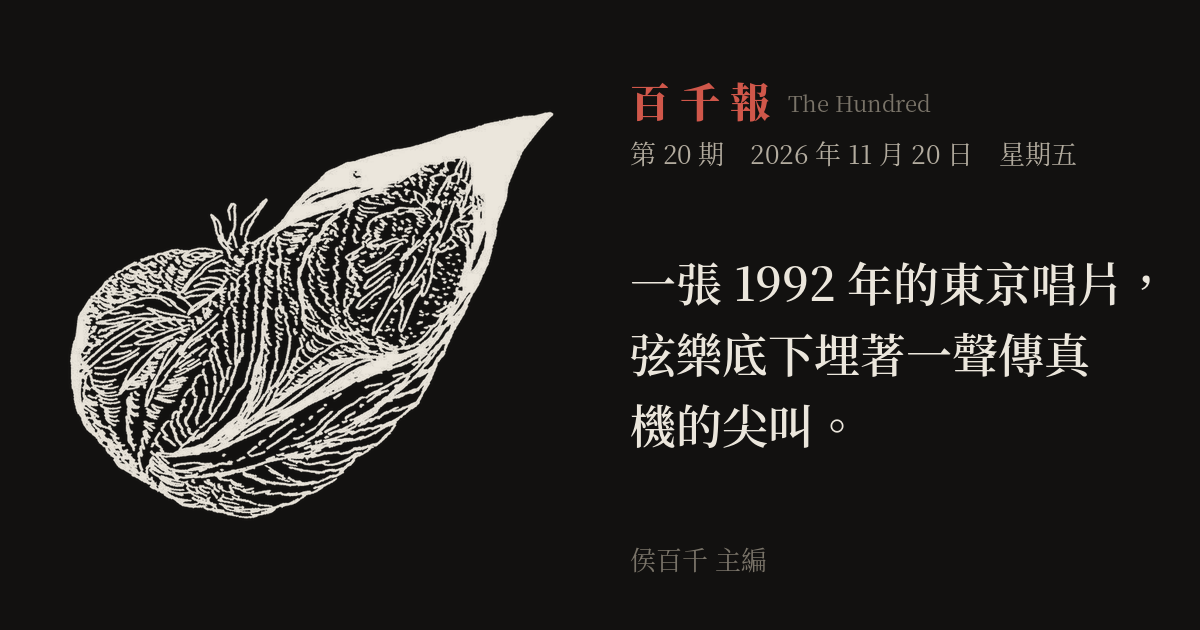 百千報 The Hundred
第 20 期 2026 年 11 月 20 日 星期五
一張 1992 年的東京唱片，
弦樂底下埋著一聲傳真
機的尖叫。
侯百千 主編